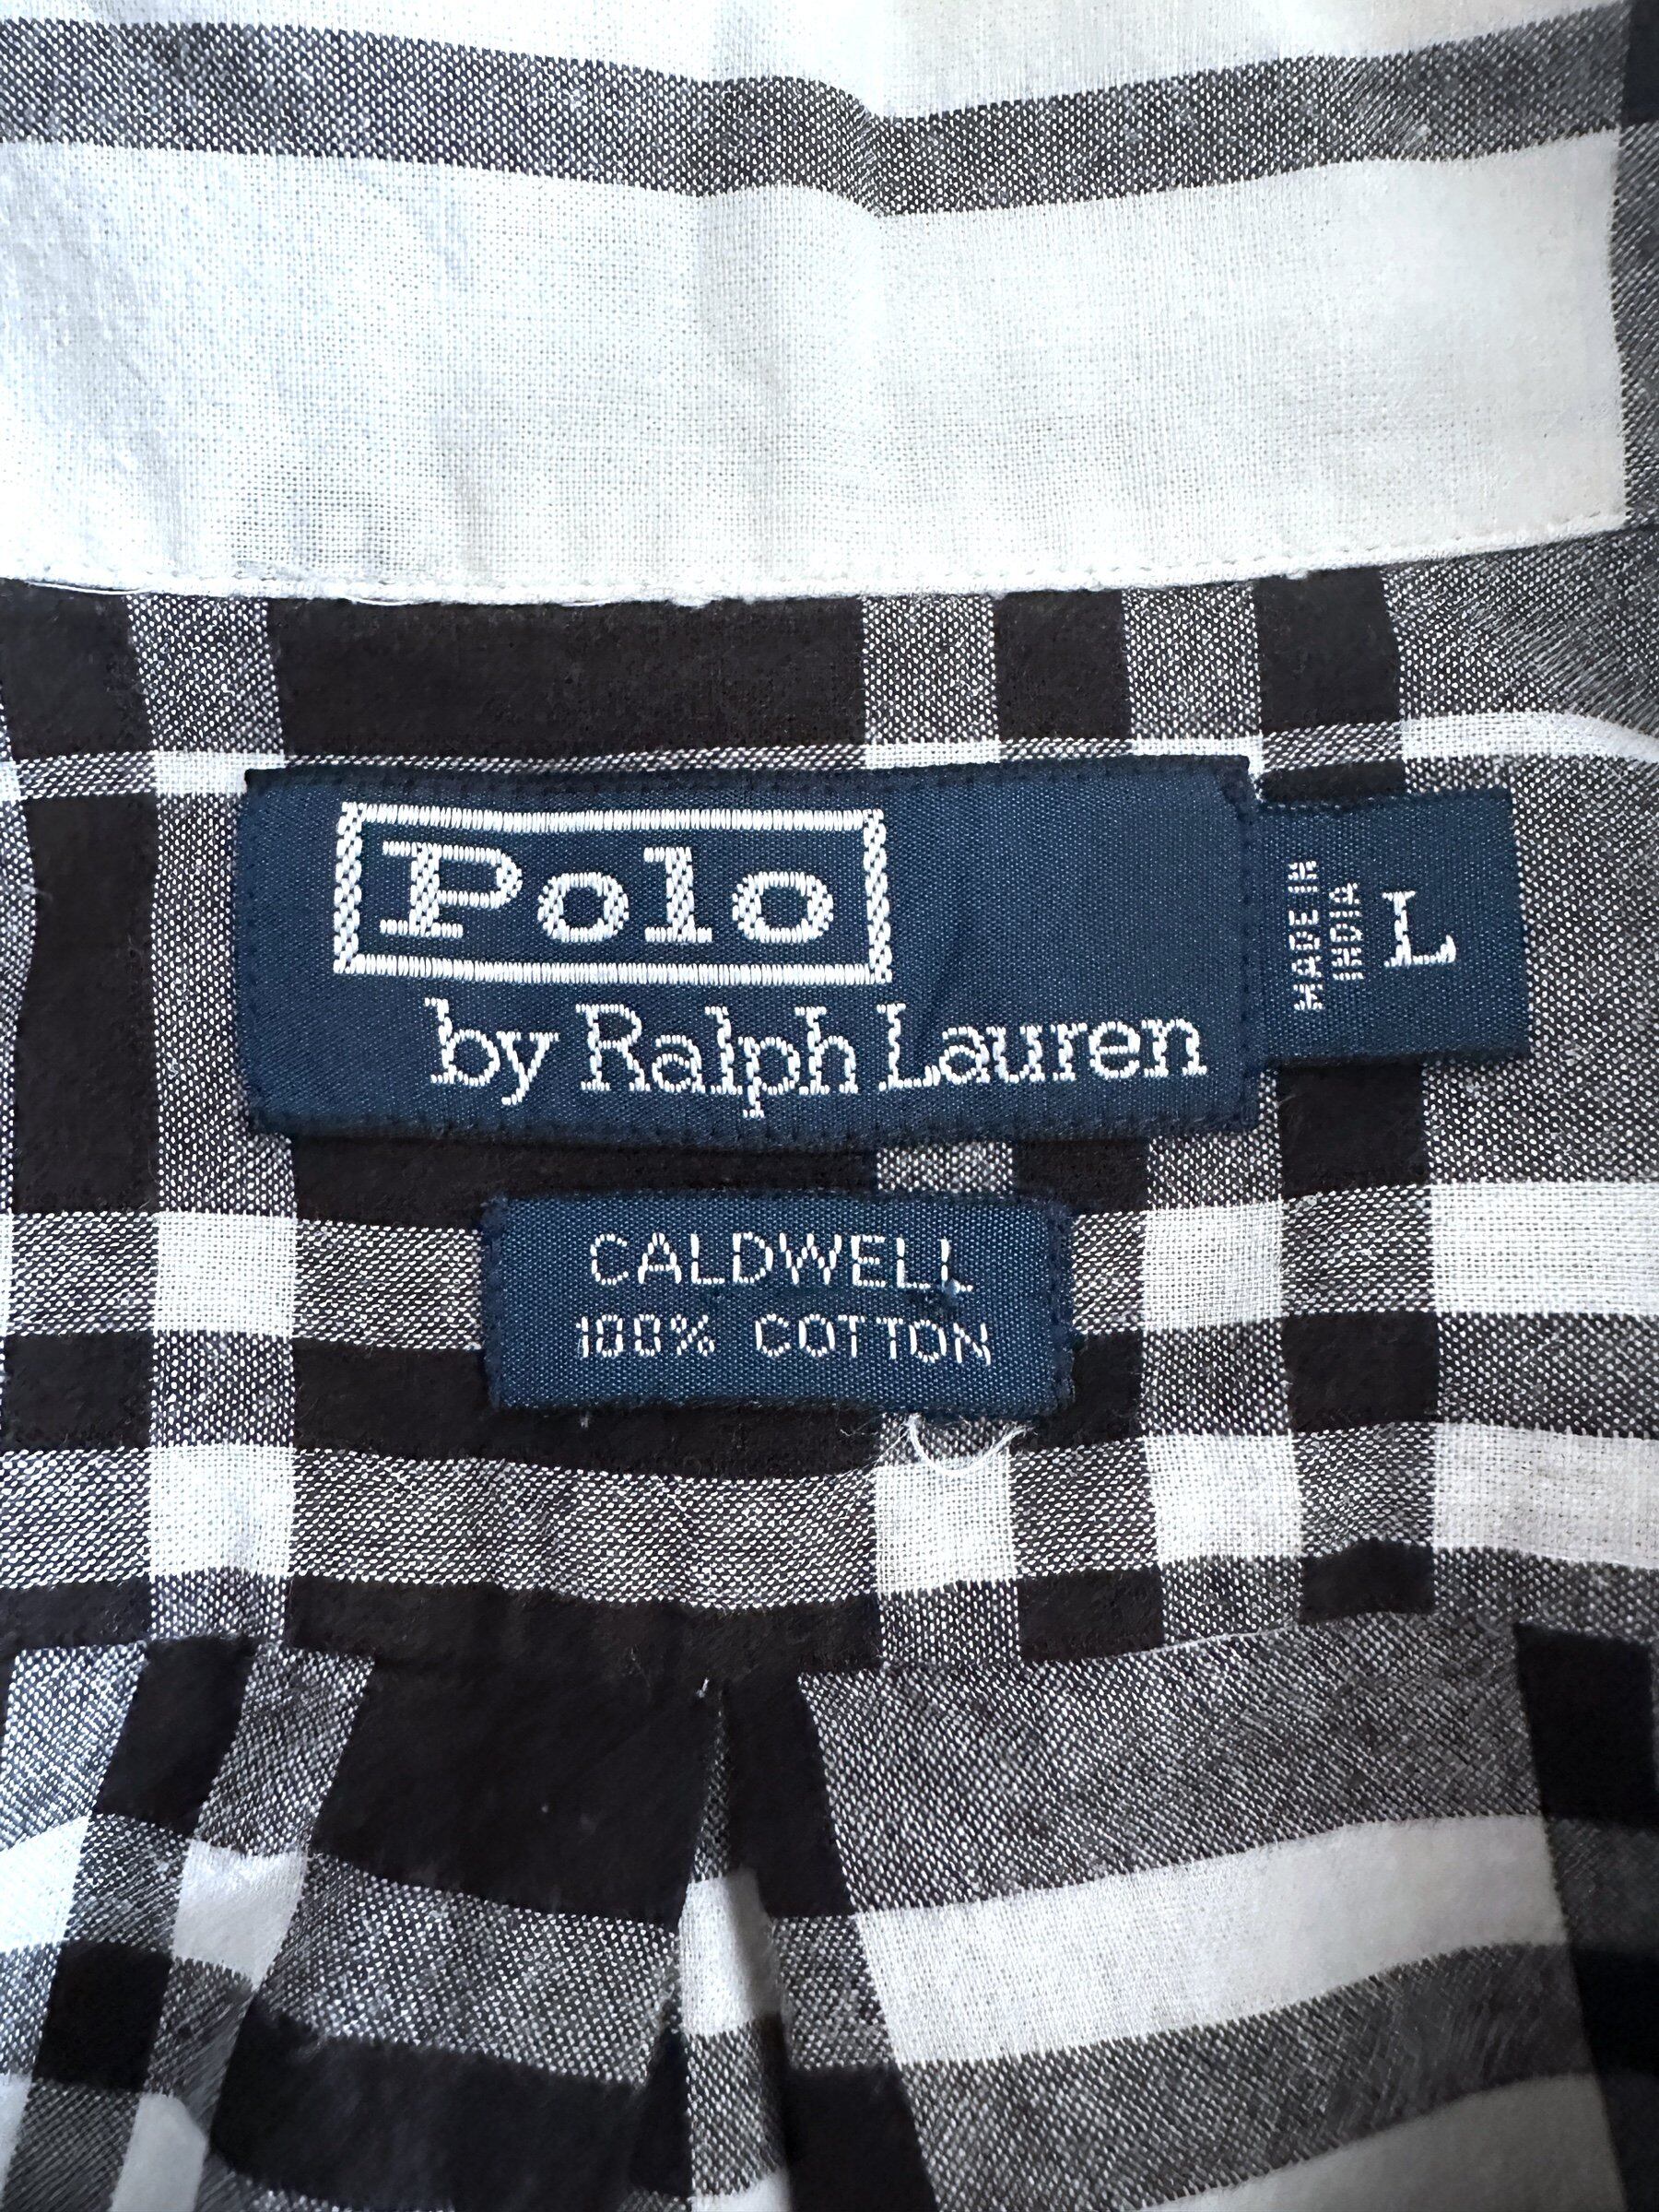 Polo
by Ralph Lauren
MADE IN
INDIA
L
CALDWELL
100% COTTON